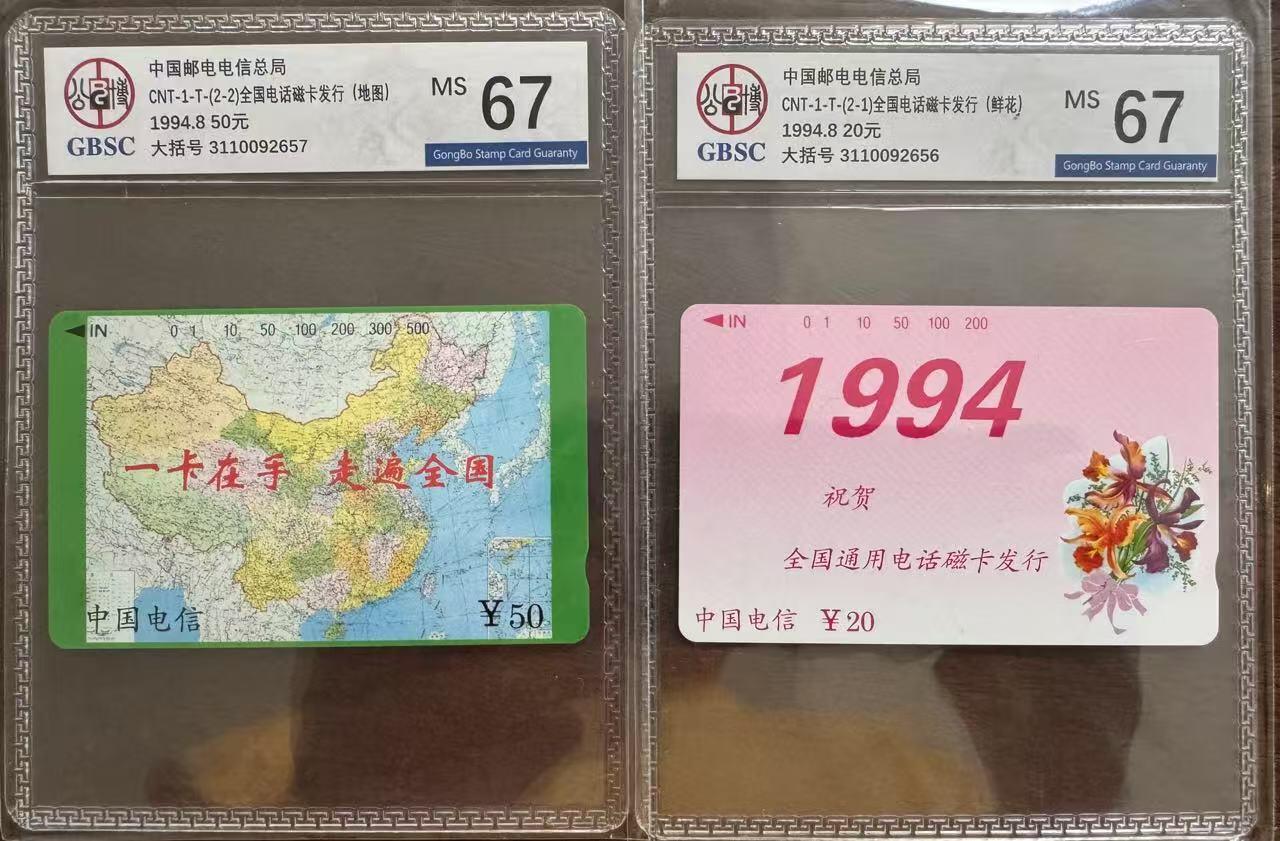 中国邮电电信总局
CNT-1-T-(2-2)全国电话磁卡发行（地图）
1994.8 50元
大括号 3110092657
MS 67
GBSC
GongBo Stamp Card Guaranty
IN 0 1 10 50 100 200 300 500
一卡在手 走遍全国
中国电信 ￥50
中国邮电电信总局
CNT-1-T-(2-1)全国电话磁卡发行（鲜花）
1994.8 20元
大括号 3110092656
MS 67
GBSC
GongBo Stamp Card Guaranty
IN 0 1 10 50 100 200
1994
祝贺
全国通用电话磁卡发行
中国电信 ￥20